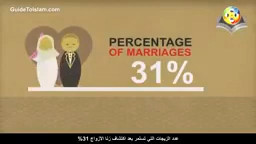 GuideToIslam.com
PERCENTAGE
OF MARRIAGES
31%
عدد الزيجات التي تستمر بعد اكتشاف زنا الأزواج 31%